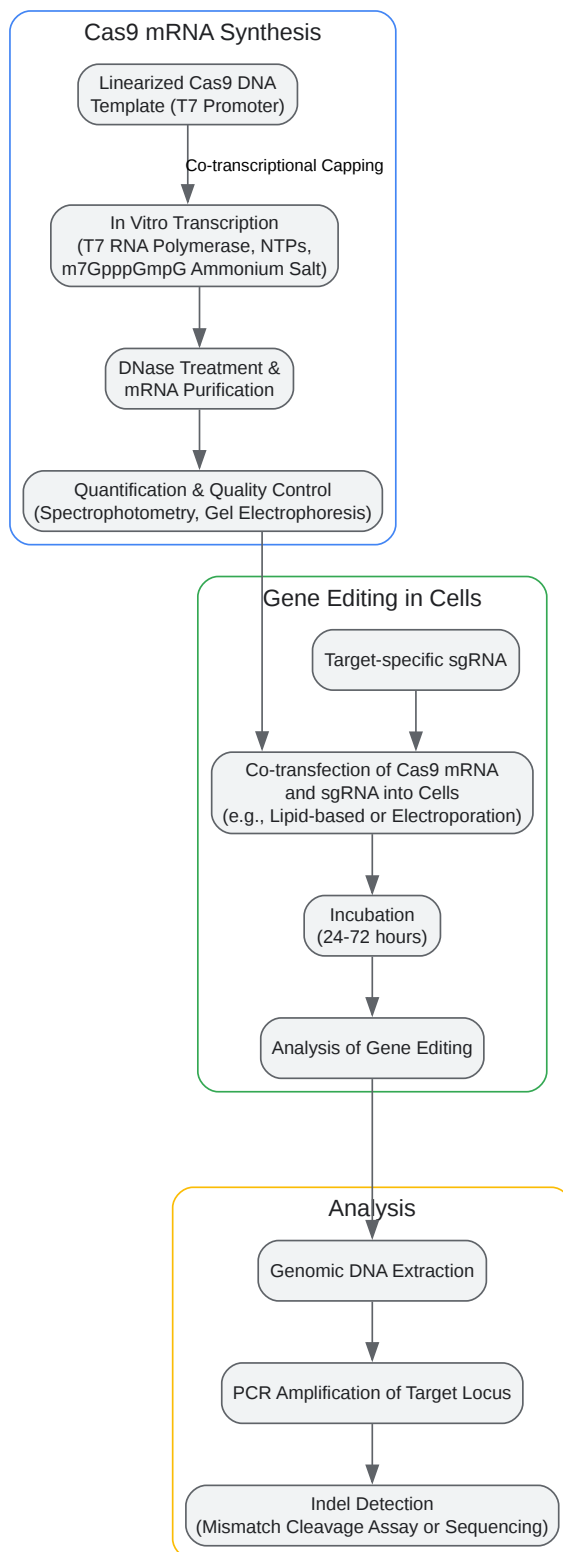 Cas9 mRNA Synthesis
Linearized Cas9 DNA
Template (T7 Promoter)
Co-transcriptional Capping
In Vitro Transcription
(T7 RNA Polymerase, NTPs,
m7GpppGmpG Ammonium Salt)
DNase Treatment &
mRNA Purification
Quantification & Quality Control
(Spectrophotometry, Gel Electrophoresis)
Gene Editing in Cells
Target-specific sgRNA
Co-transfection of Cas9 mRNA
and sgRNA into Cells
(e.g., Lipid-based or Electroporation)
Incubation
(24-72 hours)
Analysis of Gene Editing
Analysis
Genomic DNA Extraction
PCR Amplification of Target Locus
Indel Detection
(Mismatch Cleavage Assay or Sequencing)